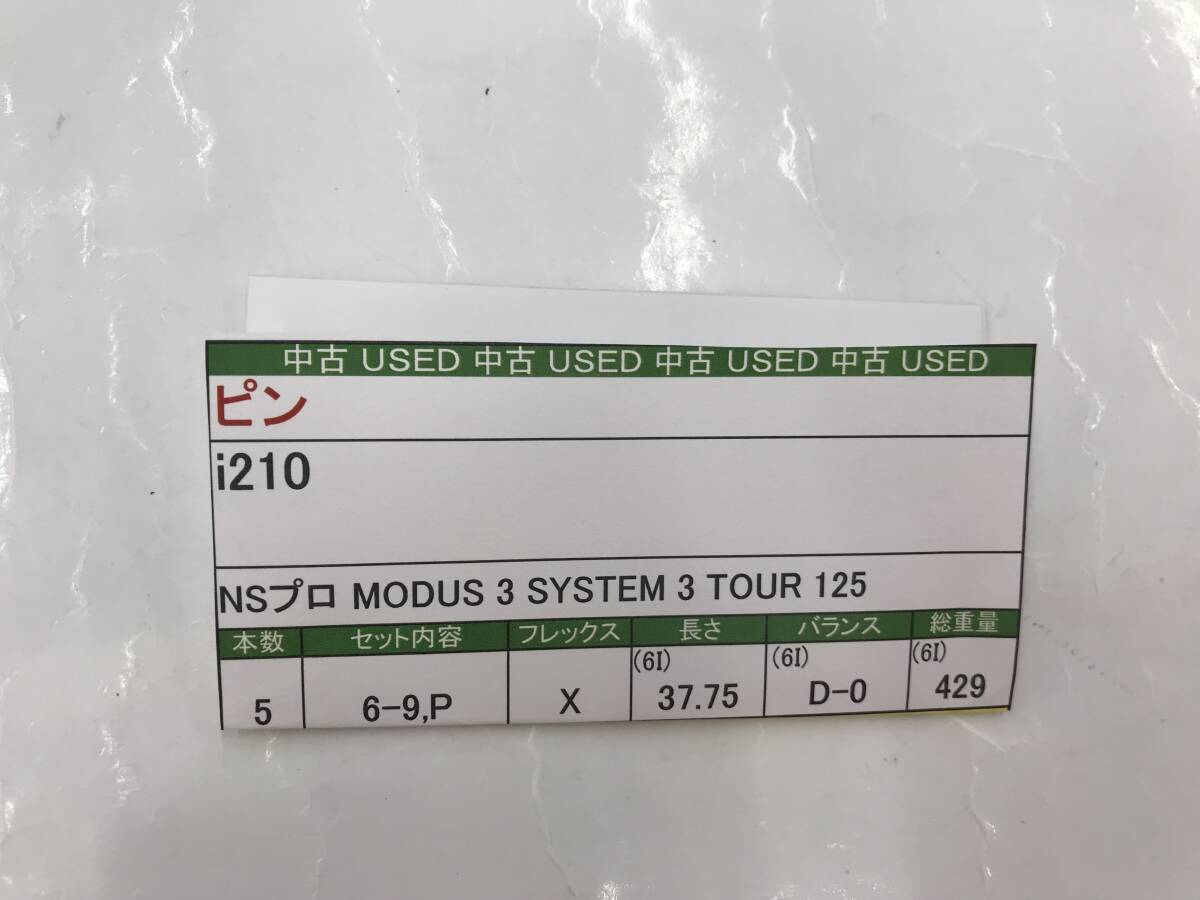 中古 USED 中古 USED 中古 USED 中古 USED
ピン
i210
NSプロ MODUS 3 SYSTEM 3 TOUR 125
本数 セット内容 フレックス 長さ バランス 総重量
(6I) (6I) (6I)
5 6-9,P X 37.75 D-0 429